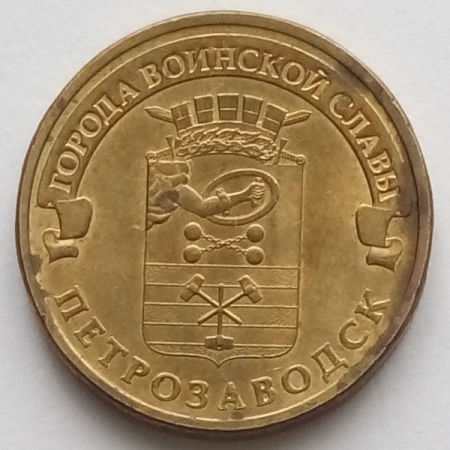 ГОРОДА ВОИНСКОЙ СЛАВЫ
ПЕТРОЗАВОДСК